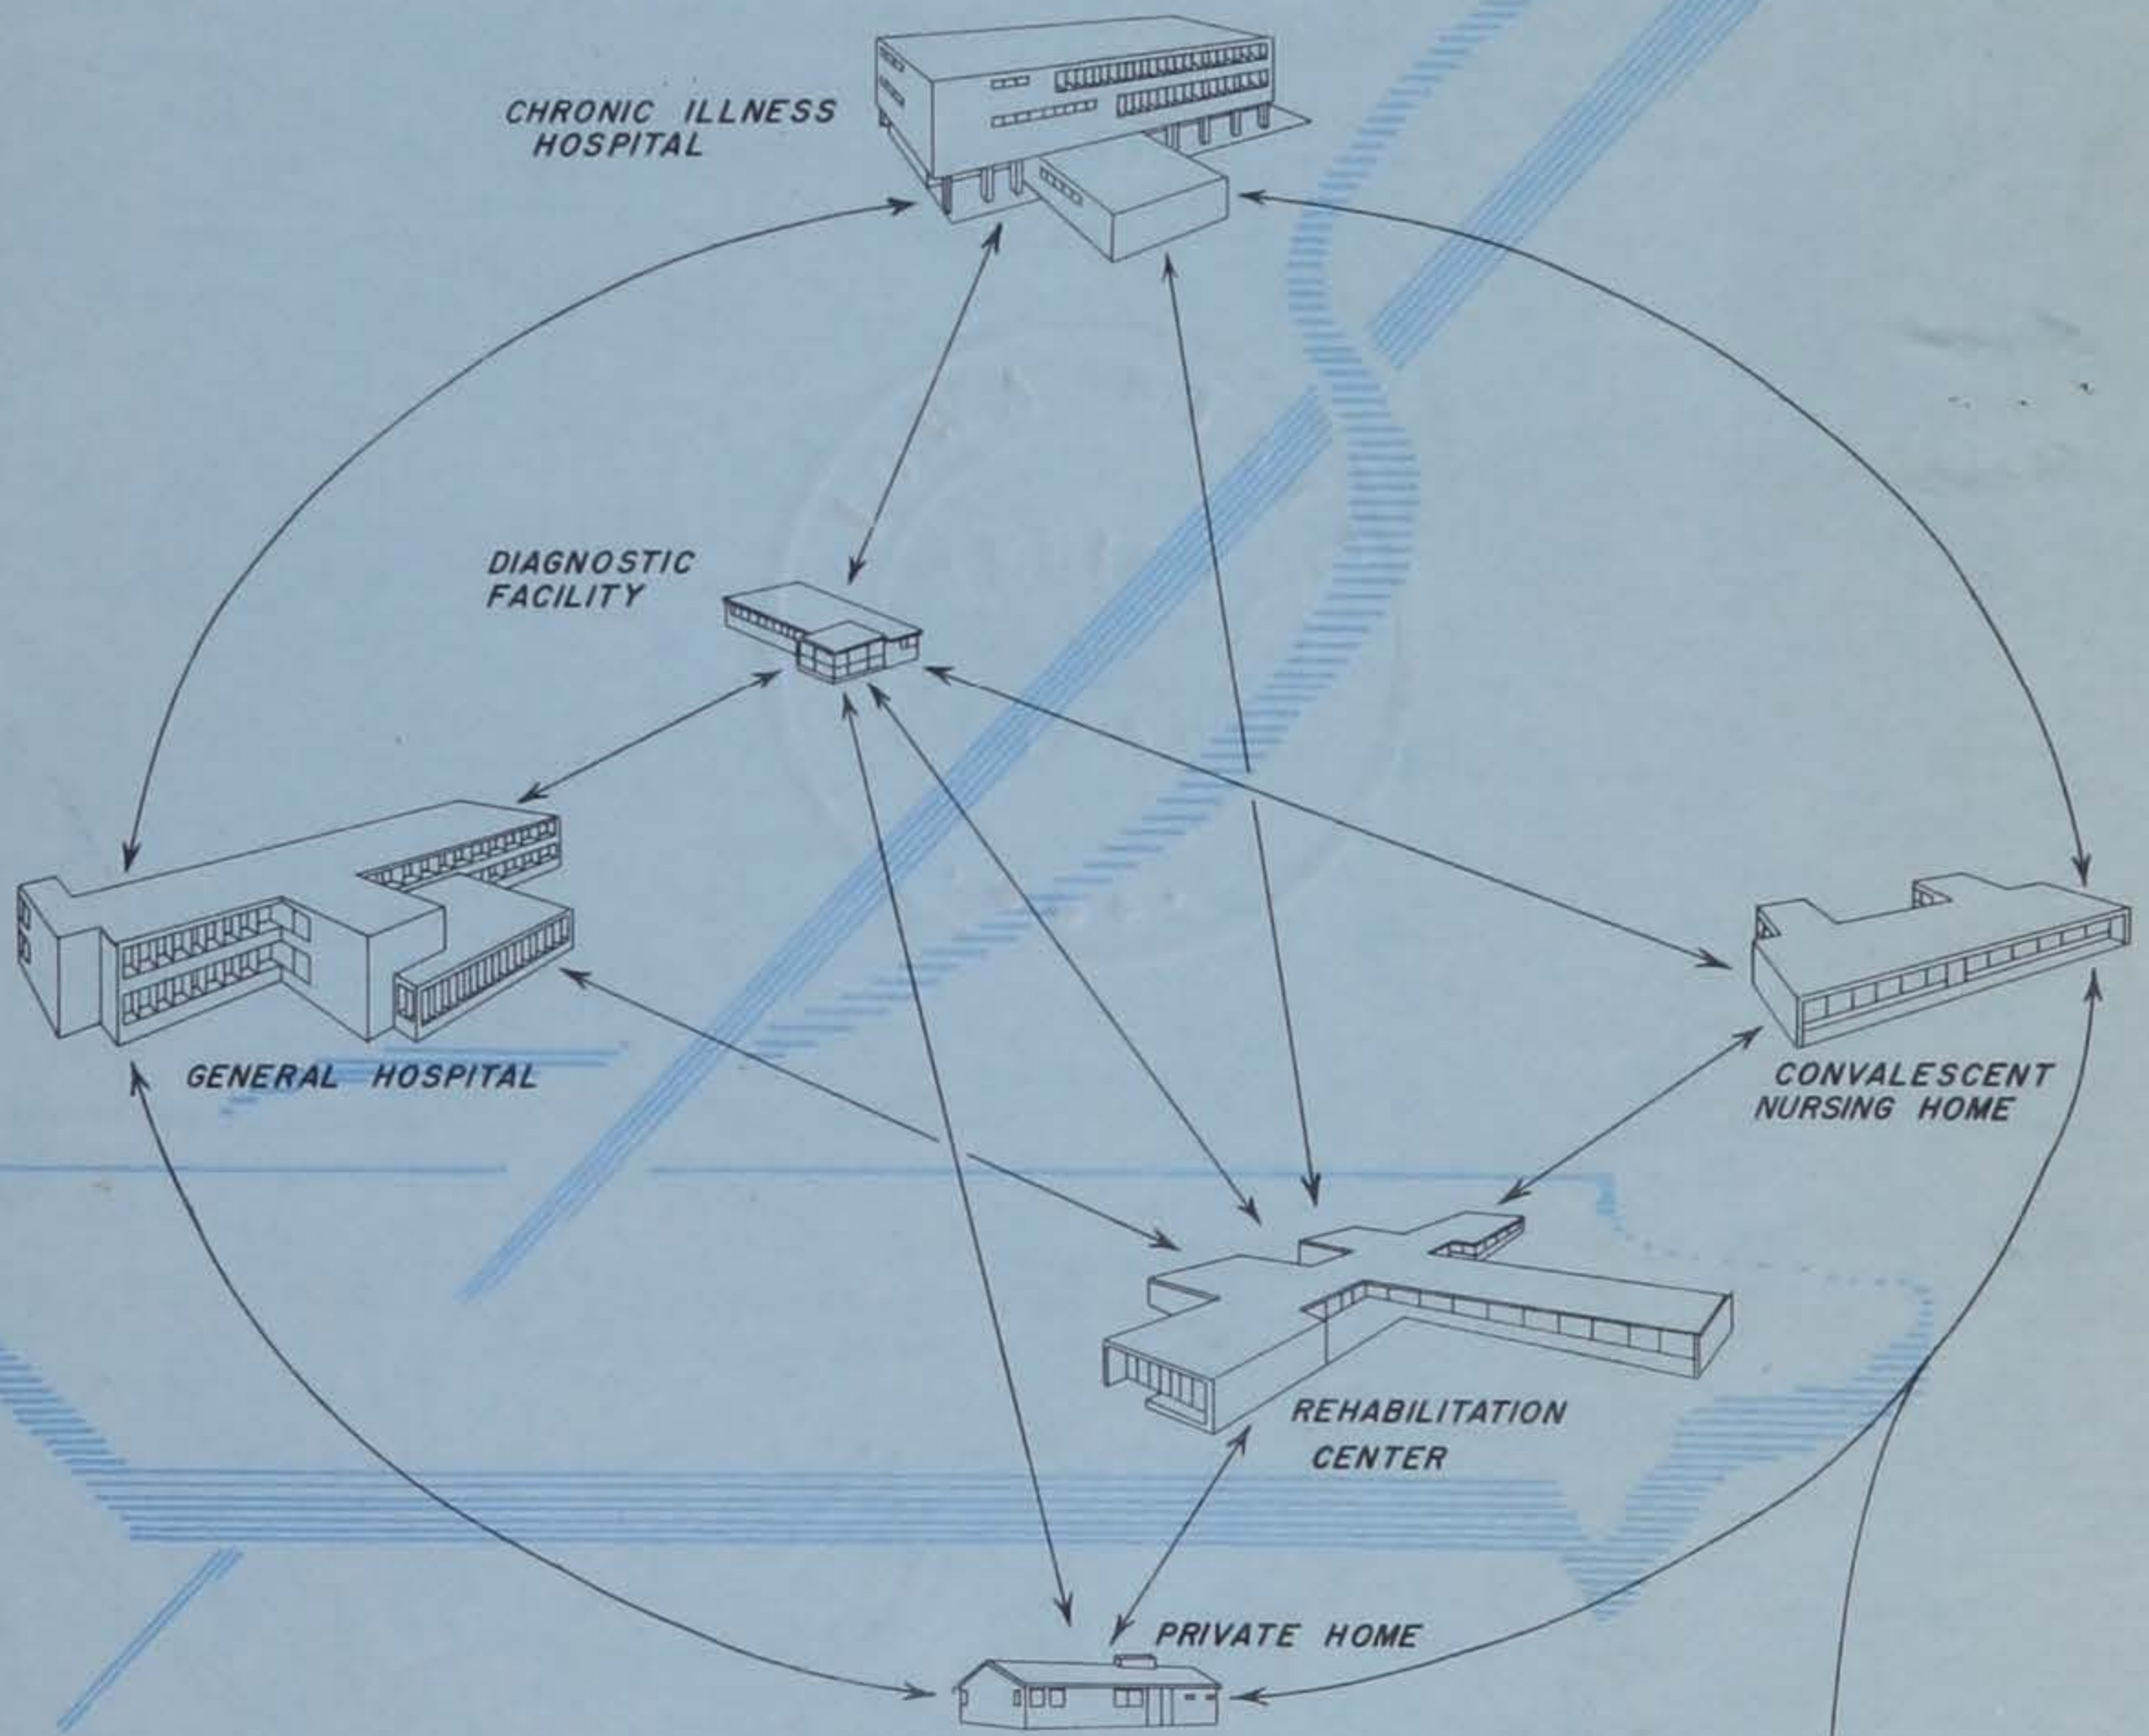 CHRONIC ILLNESS
HOSPITAL
DIAGNOSTIC
FACILITY
GENERAL HOSPITAL
CONVALESCENT
NURSING HOME
REHABILITATION
CENTER
PRIVATE HOME